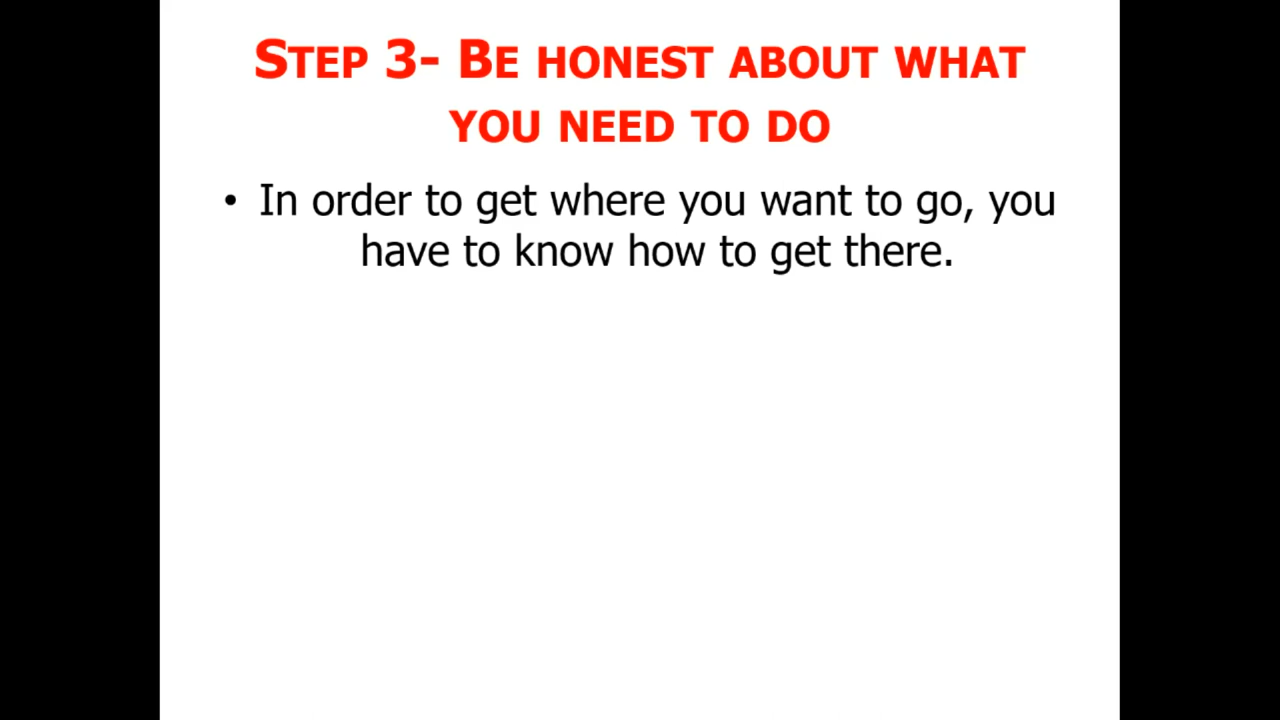 STEP 3- BE HONEST ABOUT WHAT
YOU NEED TO DO
• In order to get where you want to go, you
have to know how to get there.